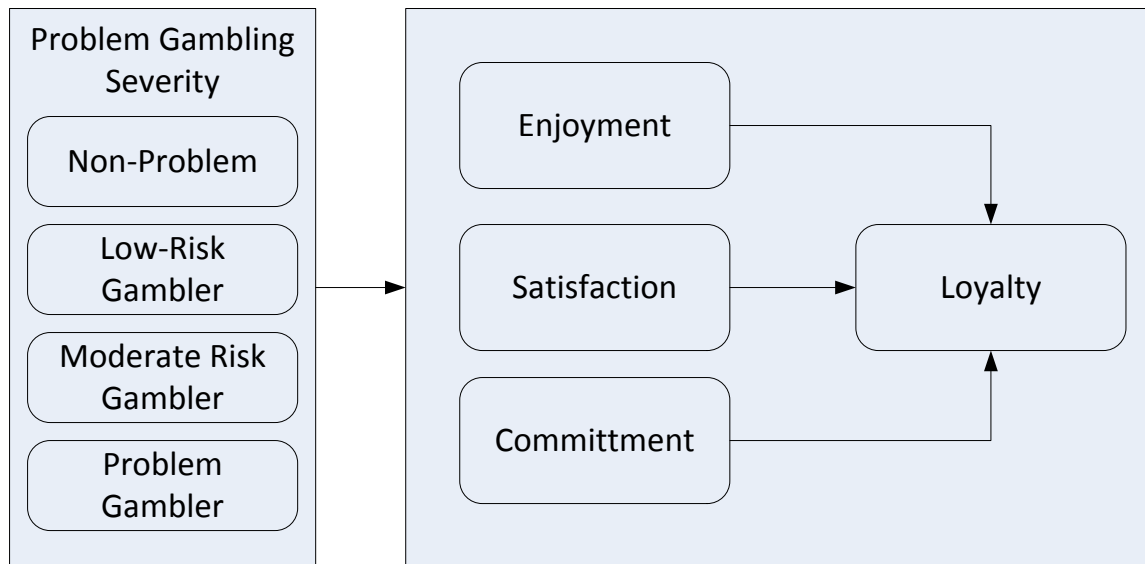 Problem Gambling
Severity
Non-Problem
Low-Risk
Gambler
Moderate Risk
Gambler
Problem
Gambler
Enjoyment
Satisfaction
Committment
Loyalty